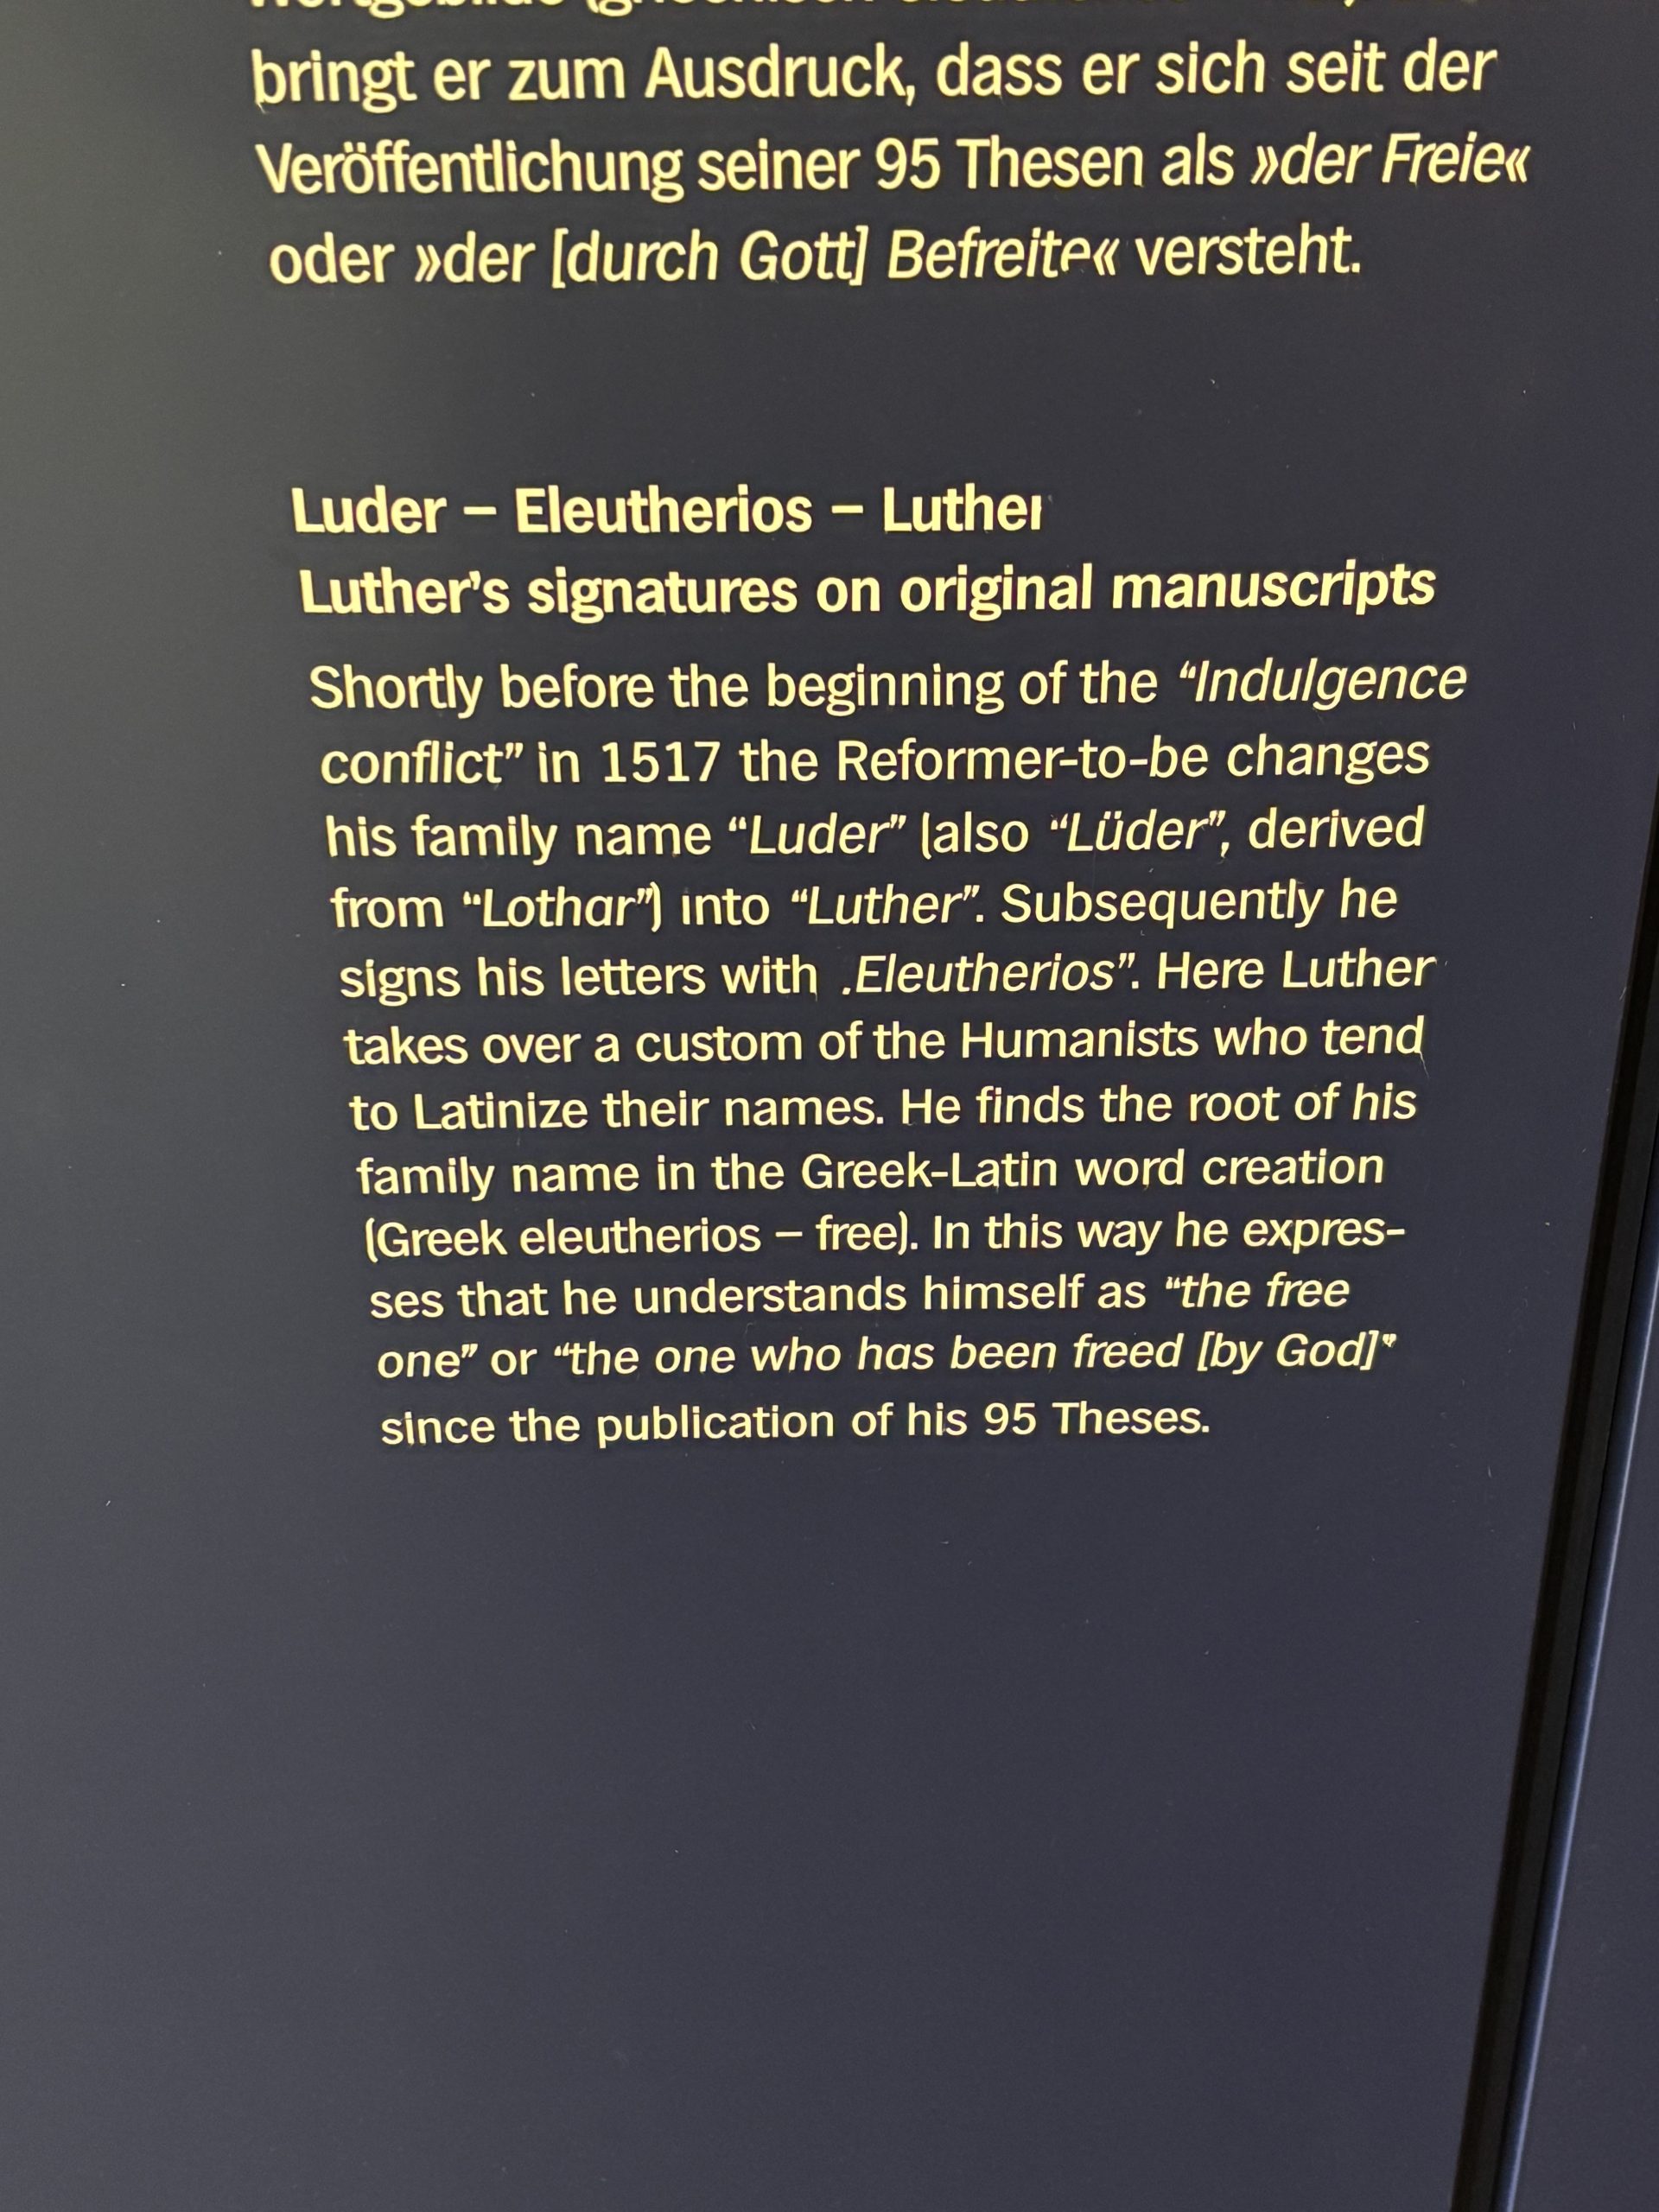 bringt er zum Ausdruck, dass er sich seit der
Veröffentlichung seiner 95 Thesen als »der Freie«
oder »der [durch Gott] Befreite« versteht.
Luder – Eleutherios – Luther
Luther's signatures on original manuscripts
Shortly before the beginning of the “Indulgence
conflict” in 1517 the Reformer-to-be changes
his family name “Luder” (also “Lüder”, derived
from “Lothar”) into “Luther”. Subsequently he
signs his letters with „Eleutherios”. Here Luther
takes over a custom of the Humanists who tend
to Latinize their names. He finds the root of his
family name in the Greek-Latin word creation
(Greek eleutherios – free). In this way he expres-
ses that he understands himself as “the free
one” or “the one who has been freed [by God]”
since the publication of his 95 Theses.